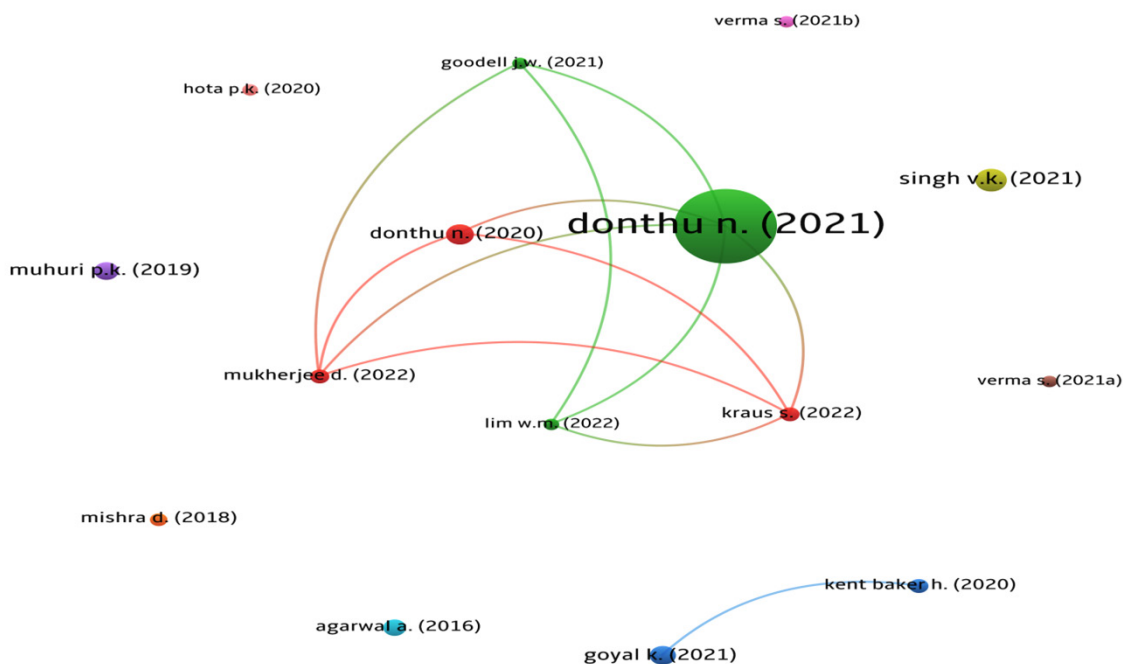 verma s. (2021b)
goodell j.w. (2021)
hota p.k. (2020)
singh v.k. (2021)
donthu n. (2021)
donthu n. (2020)
muhuri p.k. (2019)
mukherjee d. (2022)
verma s. (2021a)
kraus s. (2022)
lim w.m. (2022)
mishra d. (2018)
kent baker h. (2020)
agarwal a. (2016)
goyal k. (2021)